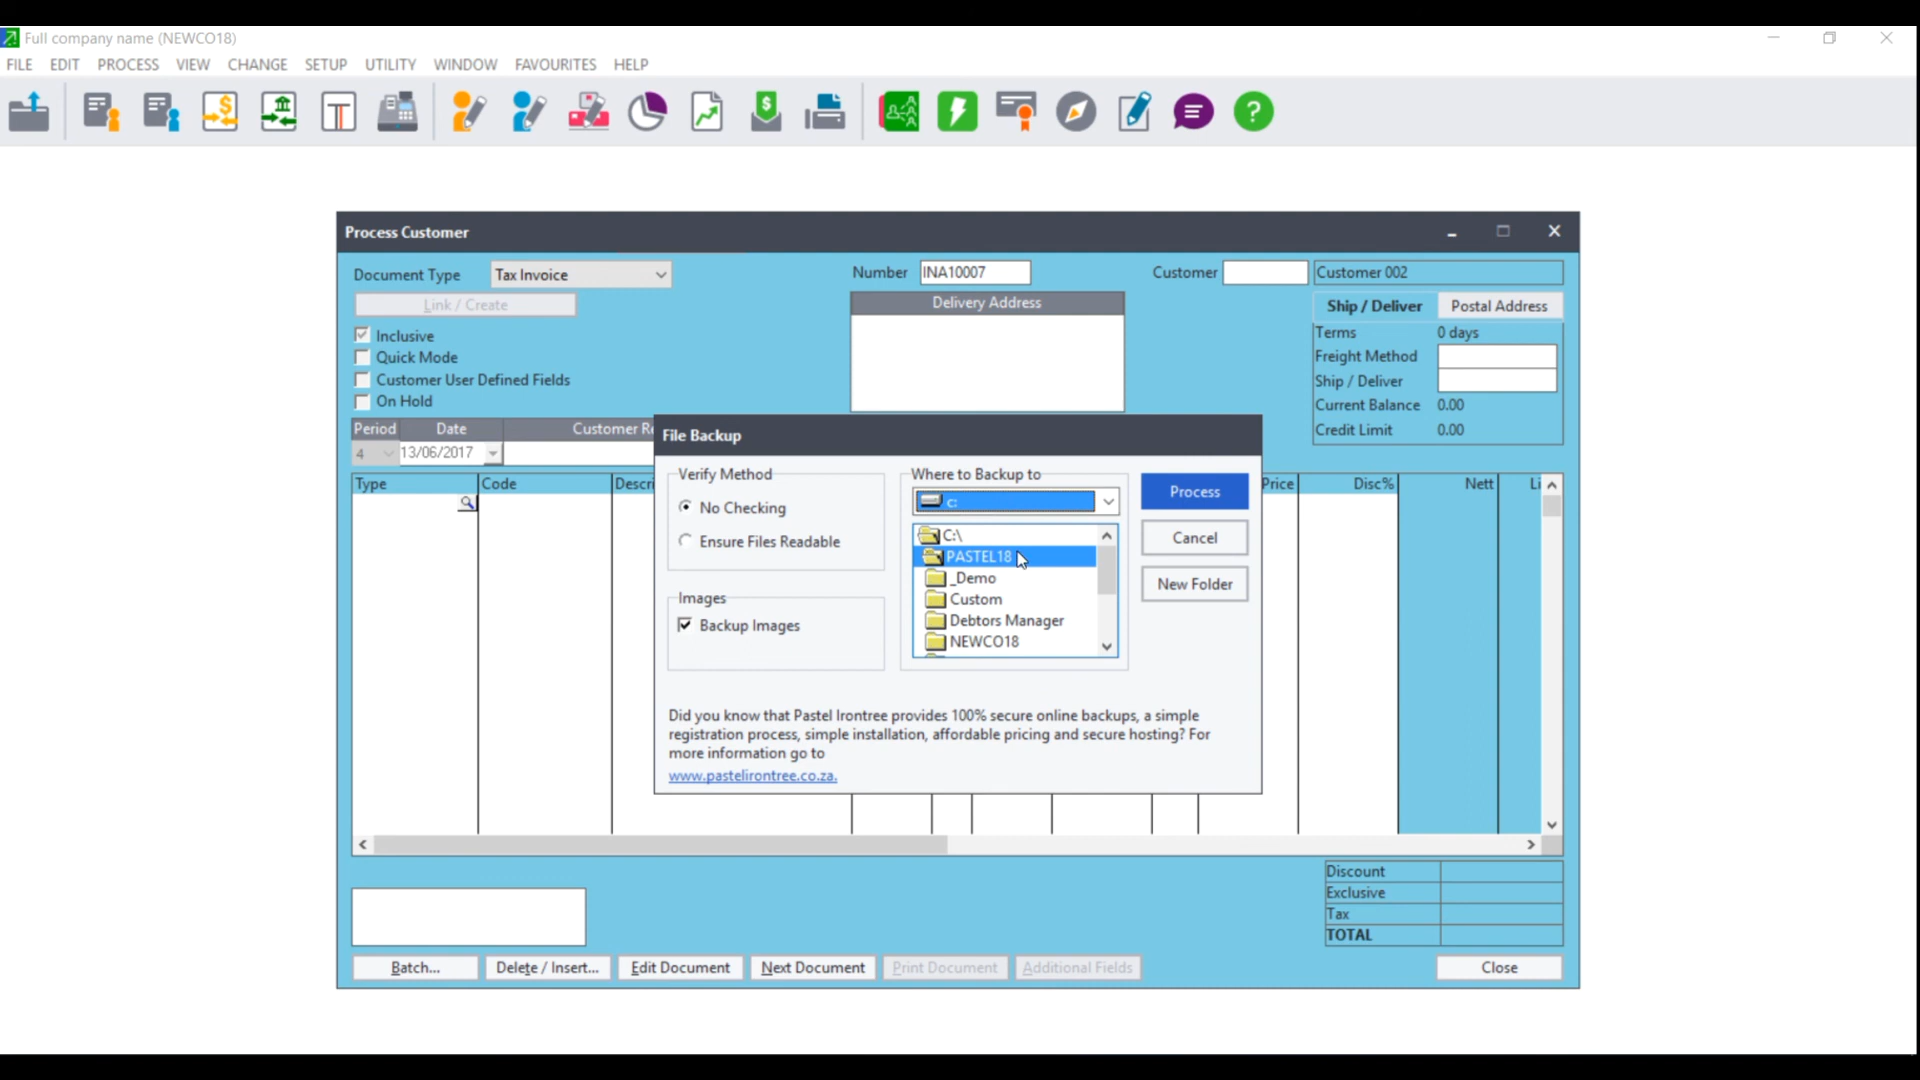 Full company name (NEWCO18)
FILE EDIT PROCESS VIEW CHANGE SETUP UTILITY WINDOW FAVOURITES HELP
Process Customer
Document Type Tax Invoice Number INA10007 Customer Customer 002
Link / Create
Delivery Address
Ship / Deliver Postal Address
Inclusive
Quick Mode
Customer User Defined Fields
On Hold
Terms 0 days
Freight Method
Ship / Deliver
Current Balance 0.00
Credit Limit 0.00
Period Date Customer Re
4 13/06/2017
Type Code Descri Price Disc% Nett Li
File Backup
Verify Method
No Checking
Ensure Files Readable
Images
Backup Images
Where to Backup to
c:
C:\
PASTEL18
_Demo
Custom
Debtors Manager
NEWCO18
Process
Cancel
New Folder
Did you know that Pastel Irontree provides 100% secure online backups, a simple
registration process, simple installation, affordable pricing and secure hosting? For
more information go to
www.pastelirontree.co.za.
Discount
Exclusive
Tax
TOTAL
Batch... Delete / Insert... Edit Document Next Document Print Document Additional Fields Close